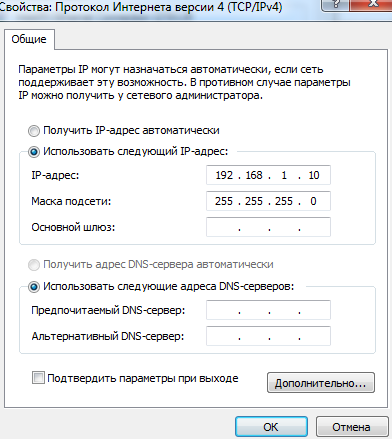 Свойства: Протокол Интернета версии 4 (TCP/IPv4)
Общие
Параметры IP могут назначаться автоматически, если сеть
поддерживает эту возможность. В противном случае параметры
IP можно получить у сетевого администратора.
Получить IP-адрес автоматически
Использовать следующий IP-адрес:
IP-адрес: 192 . 168 . 1 . 10
Маска подсети: 255 . 255 . 255 . 0
Основной шлюз: . . .
Получить адрес DNS-сервера автоматически
Использовать следующие адреса DNS-серверов:
Предпочитаемый DNS-сервер: . . .
Альтернативный DNS-сервер: . . .
Подтвердить параметры при выходе
Дополнительно...
ОК
Отмена